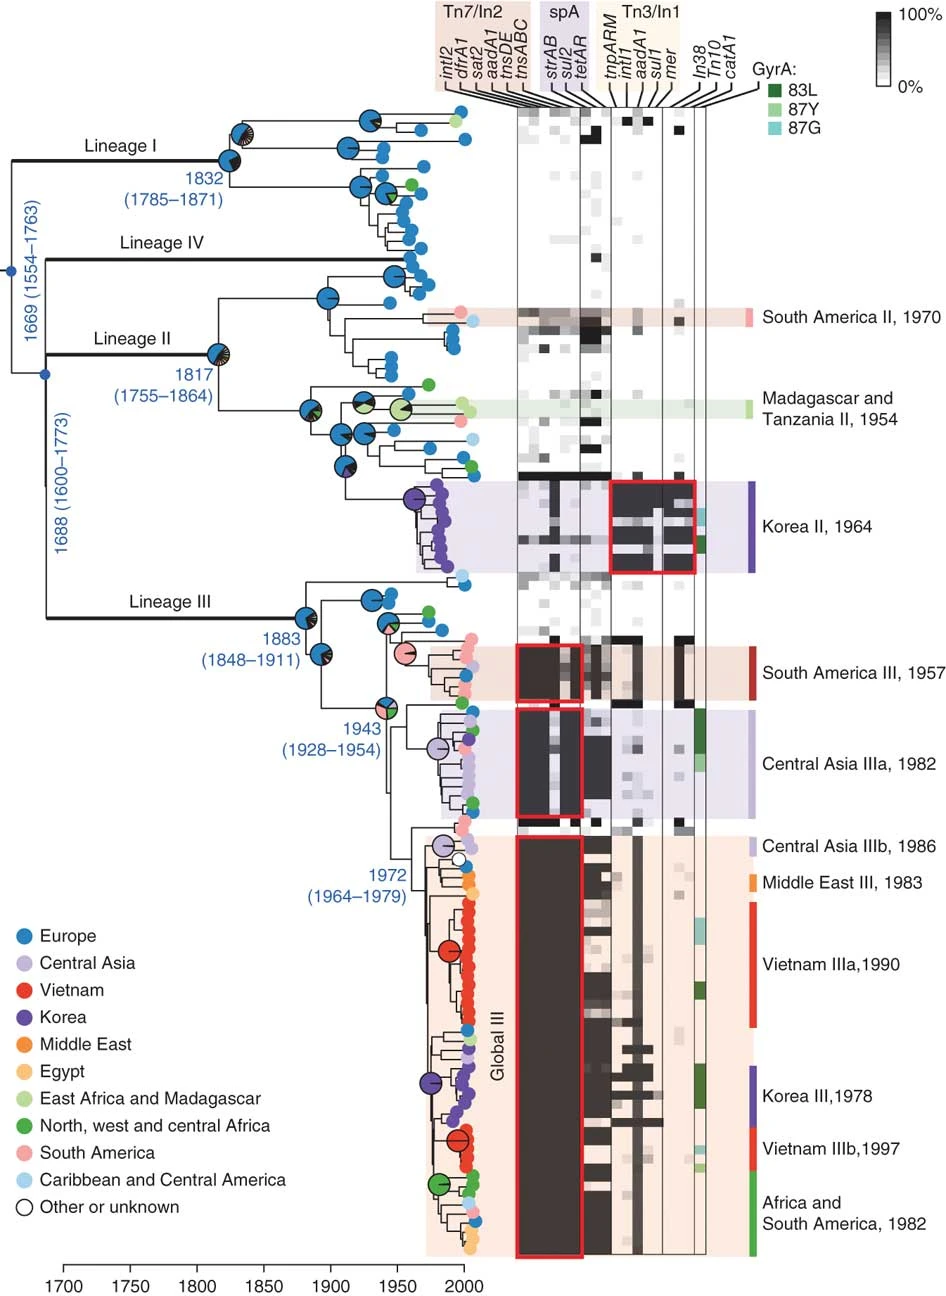 Tn7/In2
spA
Tn3/In1
intI2
dfrA1
sat2
aadA1
tnsDE
tnsABC
strAB
sul2
tetAR
tnpARM
intI1
aadA1
sul1
mer
In38
Tn10
catA1
100%
0%
GyrA:
83L
87Y
87G
Lineage I
1832
(1785–1871)
Lineage IV
1669 (1554–1763)
Lineage II
1817
(1755–1864)
1688 (1600–1773)
Lineage III
1883
(1848–1911)
1943
(1928–1954)
1972
(1964–1979)
Global III
South America II, 1970
Madagascar and
Tanzania II, 1954
Korea II, 1964
South America III, 1957
Central Asia IIIa, 1982
Central Asia IIIb, 1986
Middle East III, 1983
Vietnam IIIa,1990
Korea III,1978
Vietnam IIIb,1997
Africa and
South America, 1982
Europe
Central Asia
Vietnam
Korea
Middle East
Egypt
East Africa and Madagascar
North, west and central Africa
South America
Caribbean and Central America
Other or unknown
1700 1750 1800 1850 1900 1950 2000